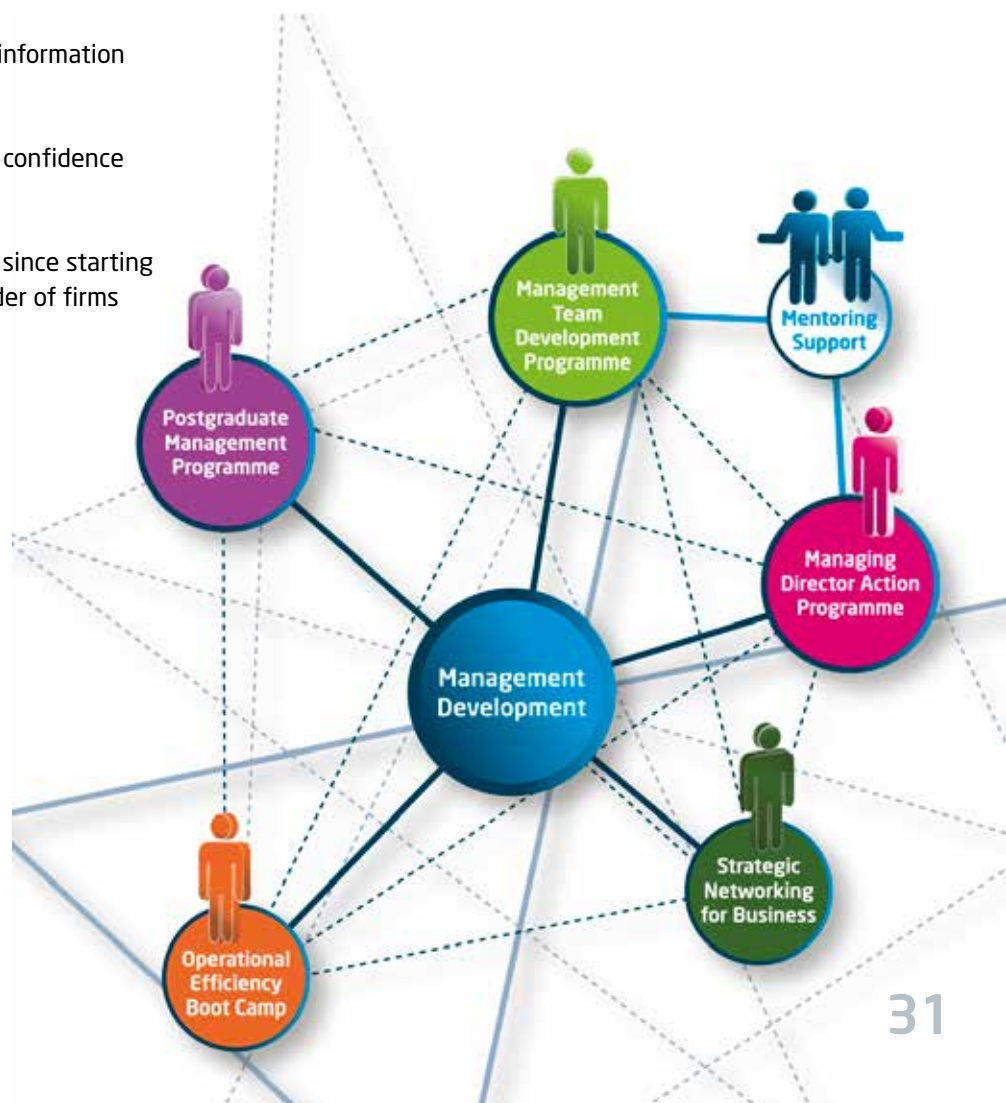 information
confidence
since starting
der of firms
Management
Team
Development
Programme
Mentoring
Support
Postgraduate
Management
Programme
Managing
Director Action
Programme
Management
Development
Strategic
Networking
for Business
Operational
Efficiency
Boot Camp
31